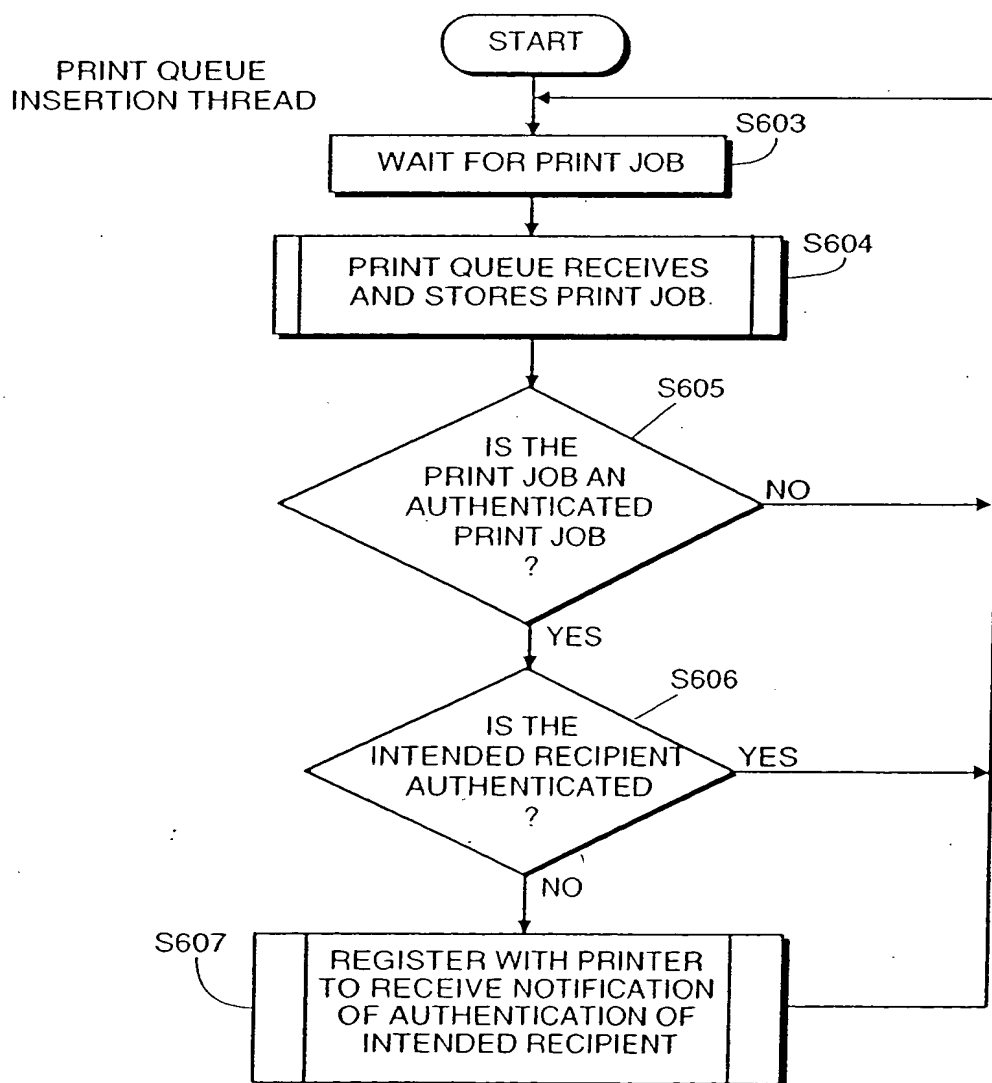 START
PRINT QUEUE
INSERTION THREAD
S603
WAIT FOR PRINT JOB
S604
PRINT QUEUE RECEIVES
AND STORES PRINT JOB.
S605
IS THE
PRINT JOB AN
AUTHENTICATED
PRINT JOB
?
NO
YES
S606
IS THE
INTENDED RECIPIENT
AUTHENTICATED
?
YES
NO
S607
REGISTER WITH PRINTER
TO RECEIVE NOTIFICATION
OF AUTHENTICATION OF
INTENDED RECIPIENT